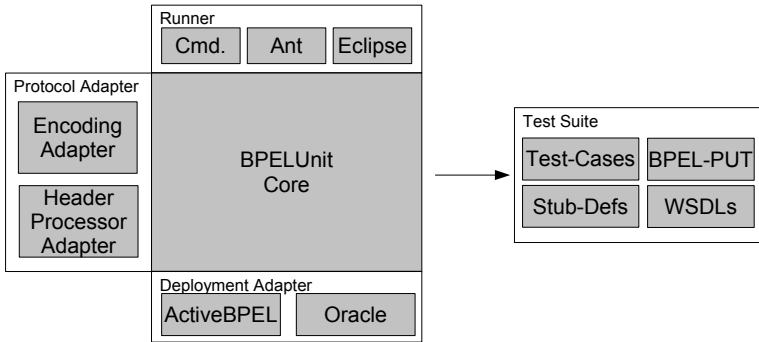 Runner
Cmd.
Ant
Eclipse
Protocol Adapter
Encoding
Adapter
Header
Processor
Adapter
BPELUnit
Core
Deployment Adapter
ActiveBPEL
Oracle
Test Suite
Test-Cases
BPEL-PUT
Stub-Defs
WSDLs